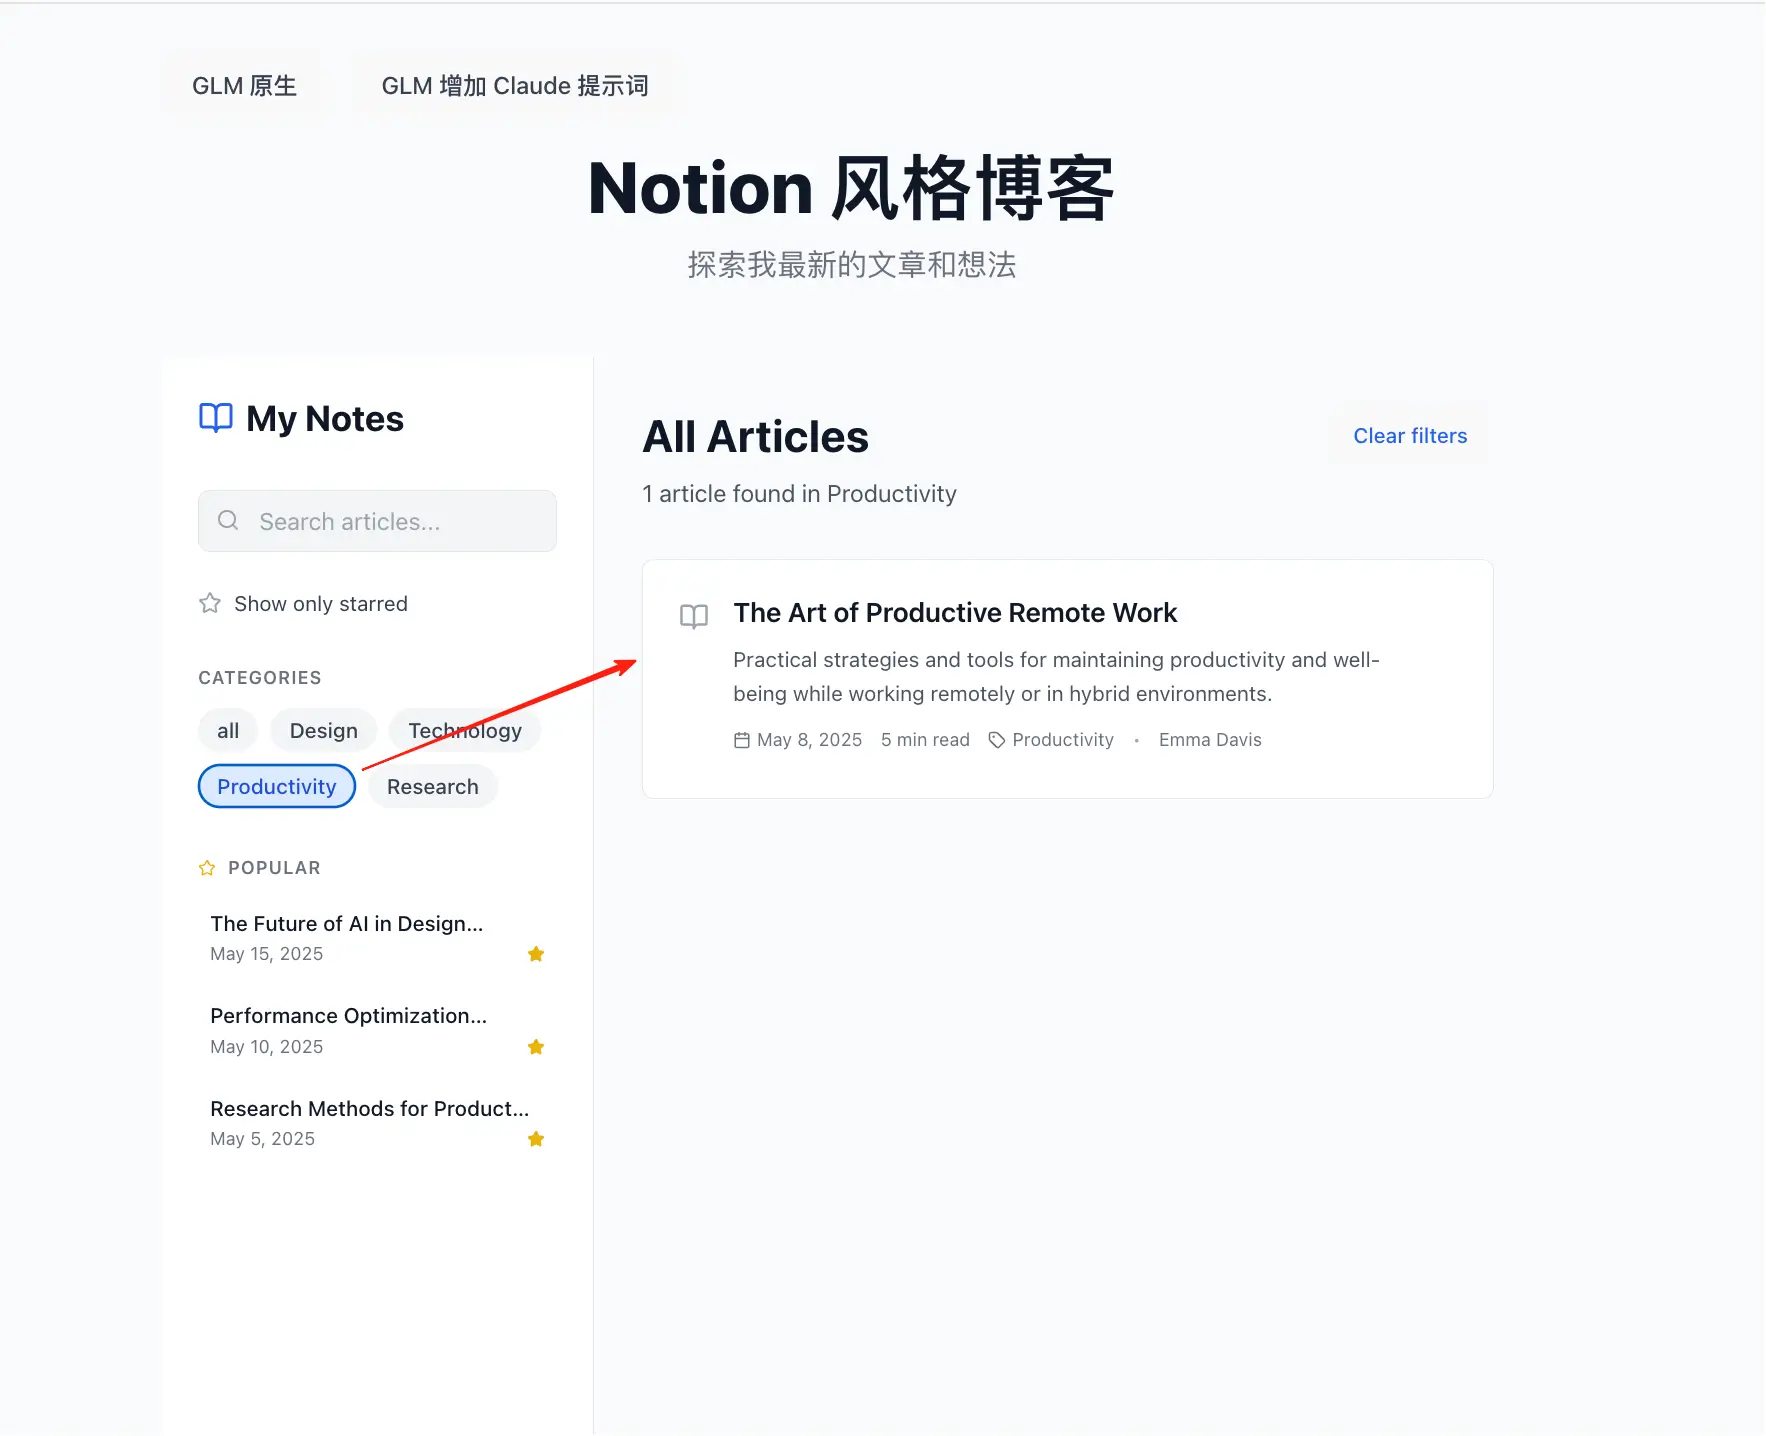 GLM 原生
GLM 增加 Claude 提示词
Notion 风格博客
探索我最新的文章和想法
My Notes
Search articles...
Show only starred
CATEGORIES
all
Design
Technology
Productivity
Research
POPULAR
The Future of AI in Design...
May 15, 2025
Performance Optimization...
May 10, 2025
Research Methods for Product...
May 5, 2025
All Articles
Clear filters
1 article found in Productivity
The Art of Productive Remote Work
Practical strategies and tools for maintaining productivity and well-
being while working remotely or in hybrid environments.
May 8, 2025 5 min read Productivity • Emma Davis